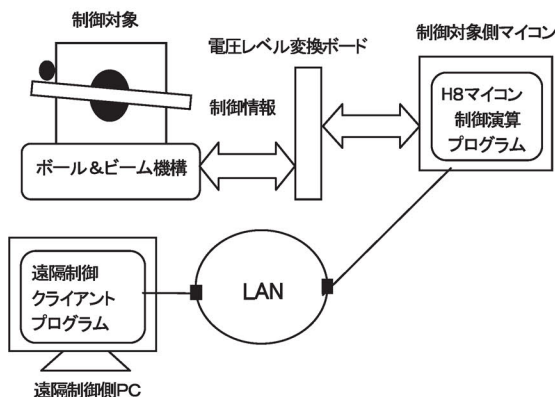 制御対象
電圧レベル変換ボード
制御対象側マイコン
制御情報
H8マイコン
制御演算
プログラム
ボール&ビーム機構
遠隔制御
クライアント
プログラム
LAN
遠隔制御側PC